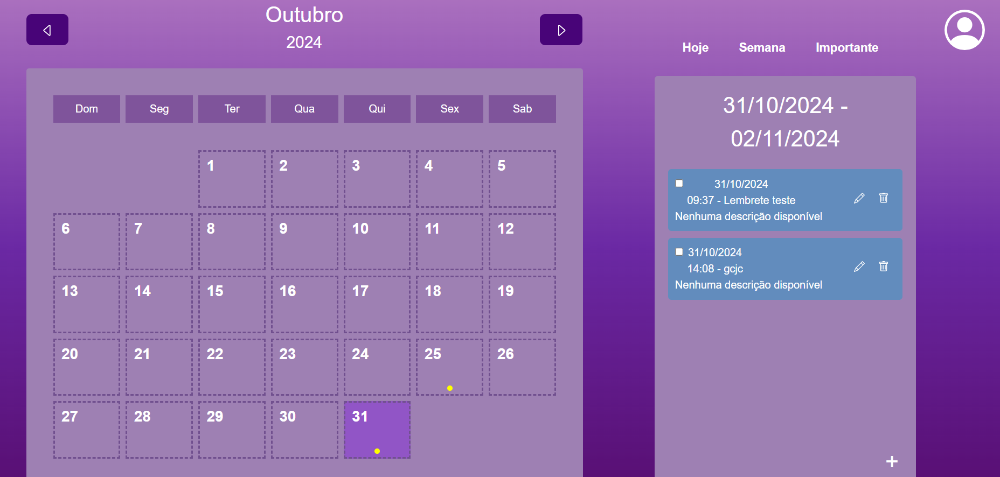 Outubro
2024
Hoje Semana Importante
Dom Seg Ter Qua Qui Sex Sab
1 2 3 4 5
6 7 8 9 10 11 12
13 14 15 16 17 18 19
20 21 22 23 24 25 26
27 28 29 30 31
31/10/2024 -
02/11/2024
31/10/2024
09:37 - Lembrete teste
Nenhuma descrição disponível
31/10/2024
14:08 - gcjc
Nenhuma descrição disponível
+